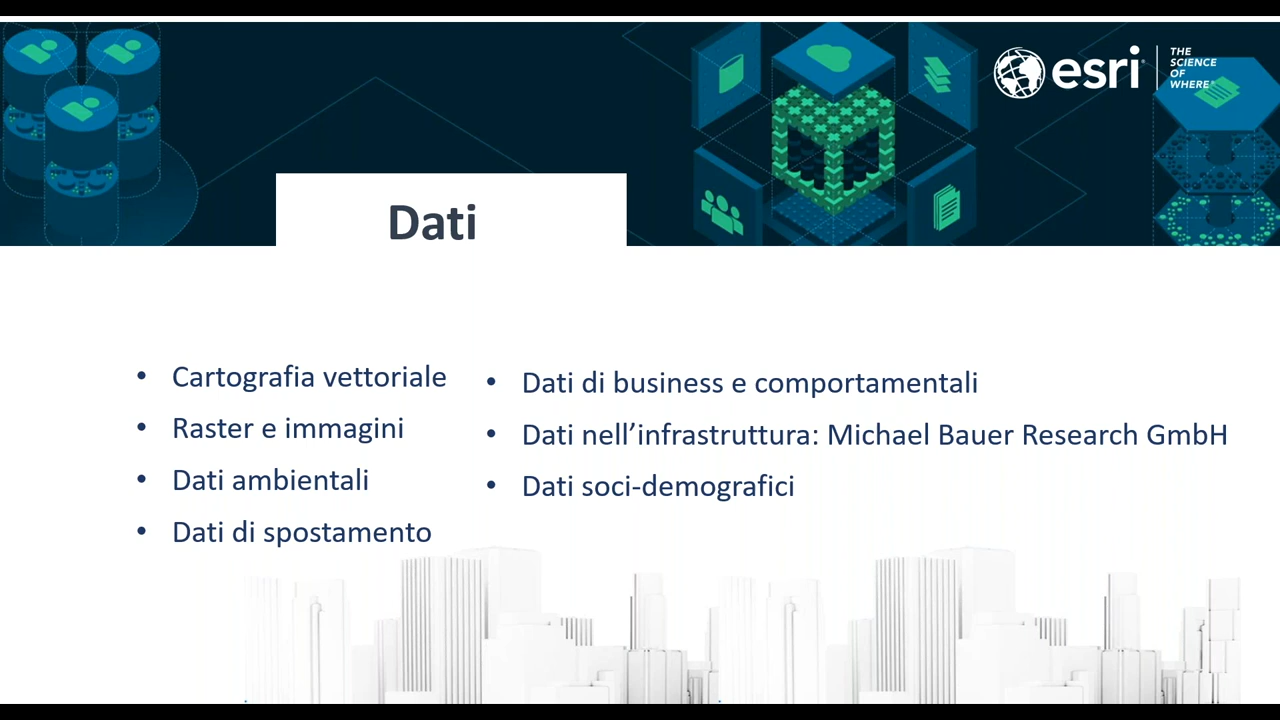 esri
THE
SCIENCE
OF
WHERE
Dati
• Cartografia vettoriale
• Raster e immagini
• Dati ambientali
• Dati di spostamento
• Dati di business e comportamentali
• Dati nell’infrastruttura: Michael Bauer Research GmbH
• Dati soci-demografici